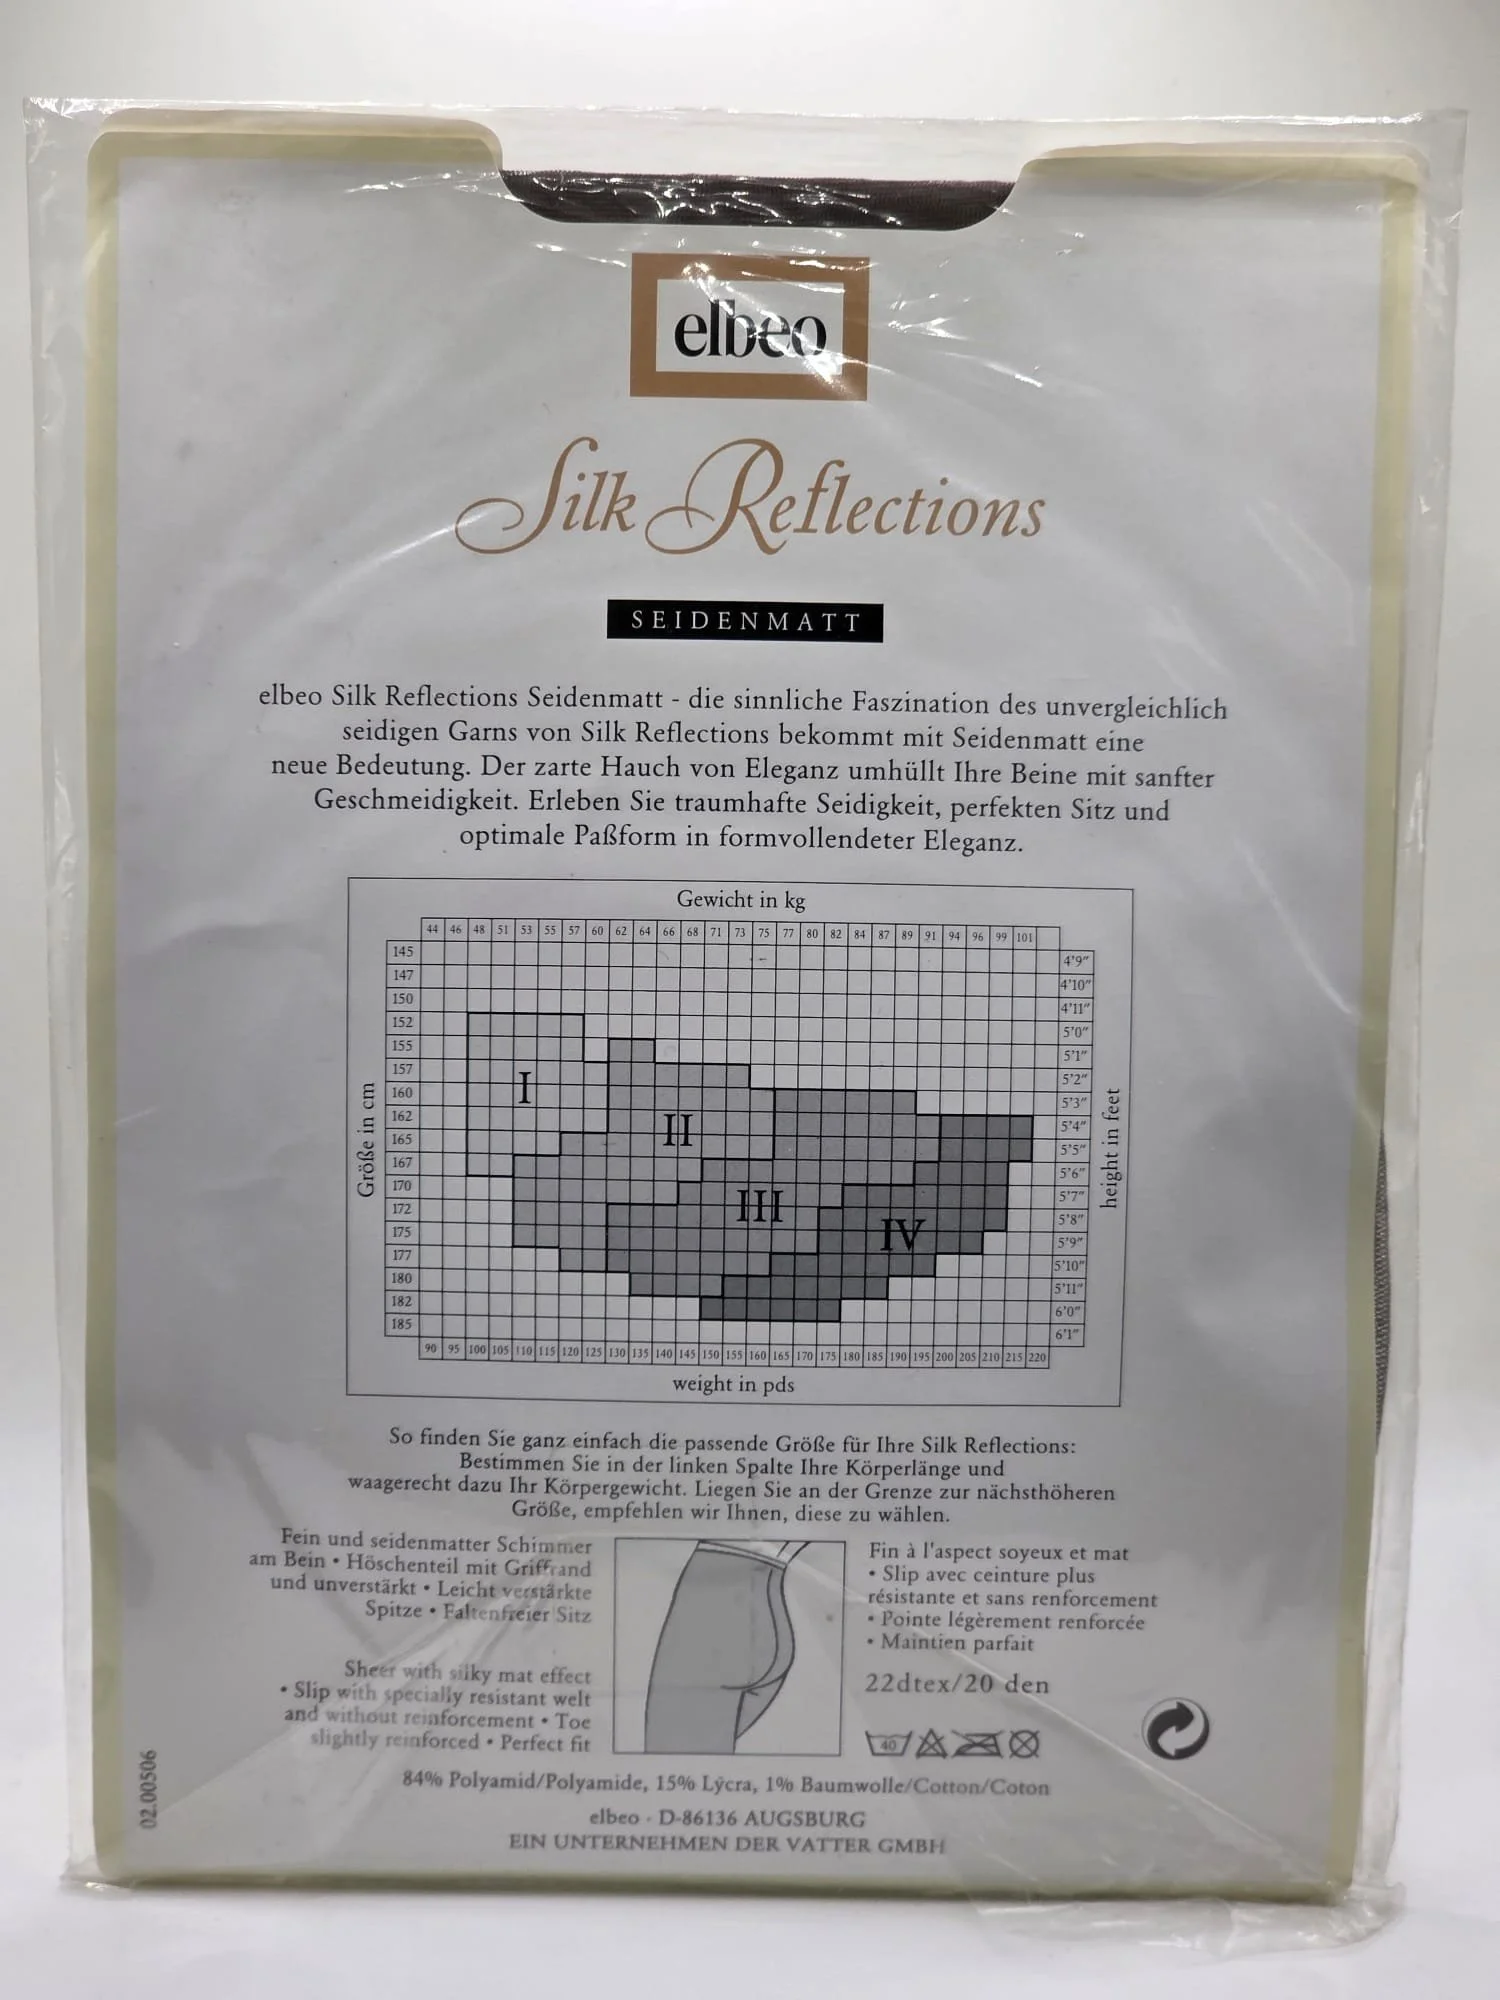 elbeo
Silk Reflections
SEIDENMATT
elbeo Silk Reflections Seidenmatt - die sinnliche Faszination des unvergleichlich
seidigen Garns von Silk Reflections bekommt mit Seidenmatt eine
neue Bedeutung. Der zarte Hauch von Eleganz umhüllt Ihre Beine mit sanfter
Geschmeidigkeit. Erleben Sie traumhafte Seidigkeit, perfekten Sitz und
optimale Paßform in formvollendeter Eleganz.
Gewicht in kg
44 46 48 51 53 55 57 60 62 64 66 68 71 73 75 77 80 82 84 87 89 91 94 96 99 101
Größe in cm
145
147
150
152
155
157
160
162
165
167
170
172
175
177
180
182
185
I
II
III
IV
4'9"
4'10"
4'11"
5'0"
5'1"
5'2"
5'3"
5'4"
5'5"
5'6"
5'7"
5'8"
5'9"
5'10"
5'11"
6'0"
6'1"
height in feet
90 95 100 105 110 115 120 125 130 135 140 145 150 155 160 165 170 175 180 185 190 195 200 205 210 215 220
weight in pds
So finden Sie ganz einfach die passende Größe für Ihre Silk Reflections:
Bestimmen Sie in der linken Spalte Ihre Körperlänge und
waagerecht dazu Ihr Körpergewicht. Liegen Sie an der Grenze zur nächsthöheren
Größe, empfehlen wir Ihnen, diese zu wählen.
Fein und seidenmatter Schimmer
am Bein • Höschenteil mit Griffrand
und unverstärkt • Leicht verstärkte
Spitze • Faltenfreier Sitz
Sheer with silky mat effect
• Slip with specially resistant welt
and without reinforcement • Toe
slightly reinforced • Perfect fit
Fin à l'aspect soyeux et mat
• Slip avec ceinture plus
résistante et sans renforcement
• Pointe légèrement renforcée
• Maintien parfait
22dtex/20 den
40
84% Polyamid/Polyamide, 15% Lycra, 1% Baumwolle/Cotton/Coton
elbeo - D-86136 AUGSBURG
EIN UNTERNEHMEN DER VATTER GMBH
02.00506